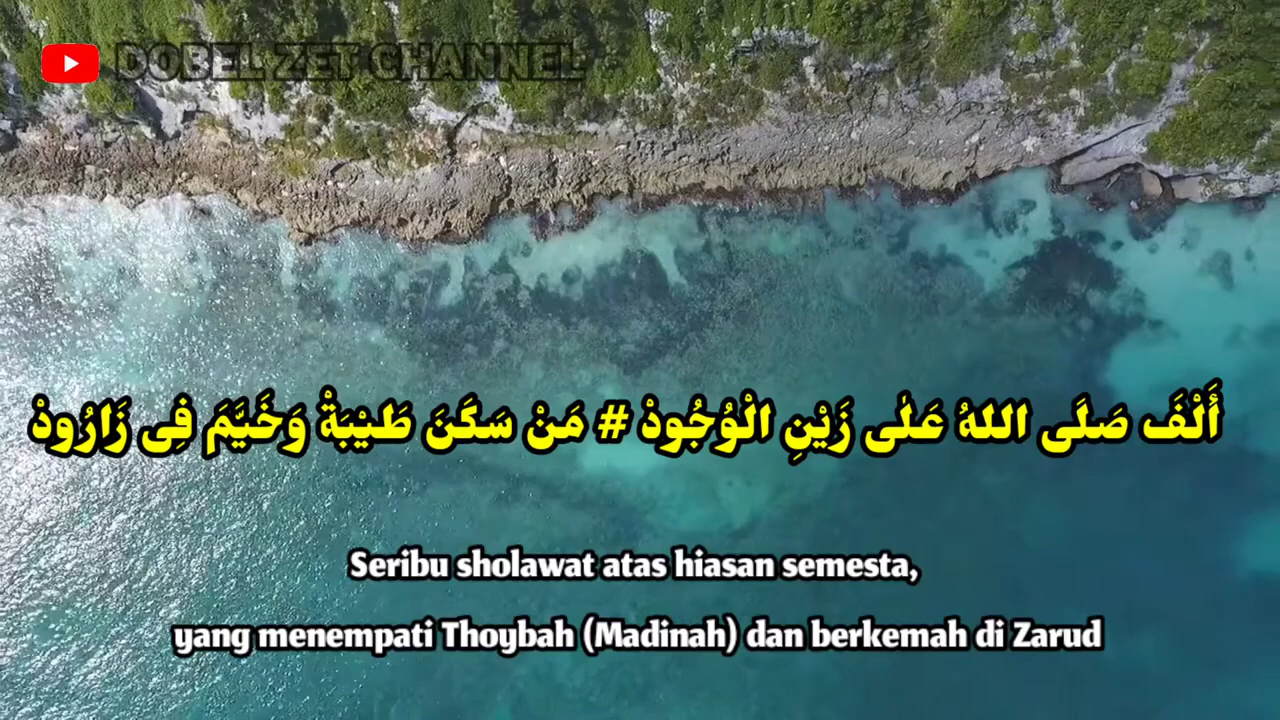 DOBEL ZET CHANNEL
أَلْفَ صَلَى اللهُ عَلٰى زَيْنِ الْوُجُودْ # مَنْ سَكَنَ طَيْبَةْ وَخَيَّمَ فِى زَارُودْ
Seribu sholawat atas hiasan semesta,
yang menempati Thoybah (Madinah) dan berkemah di Zarud